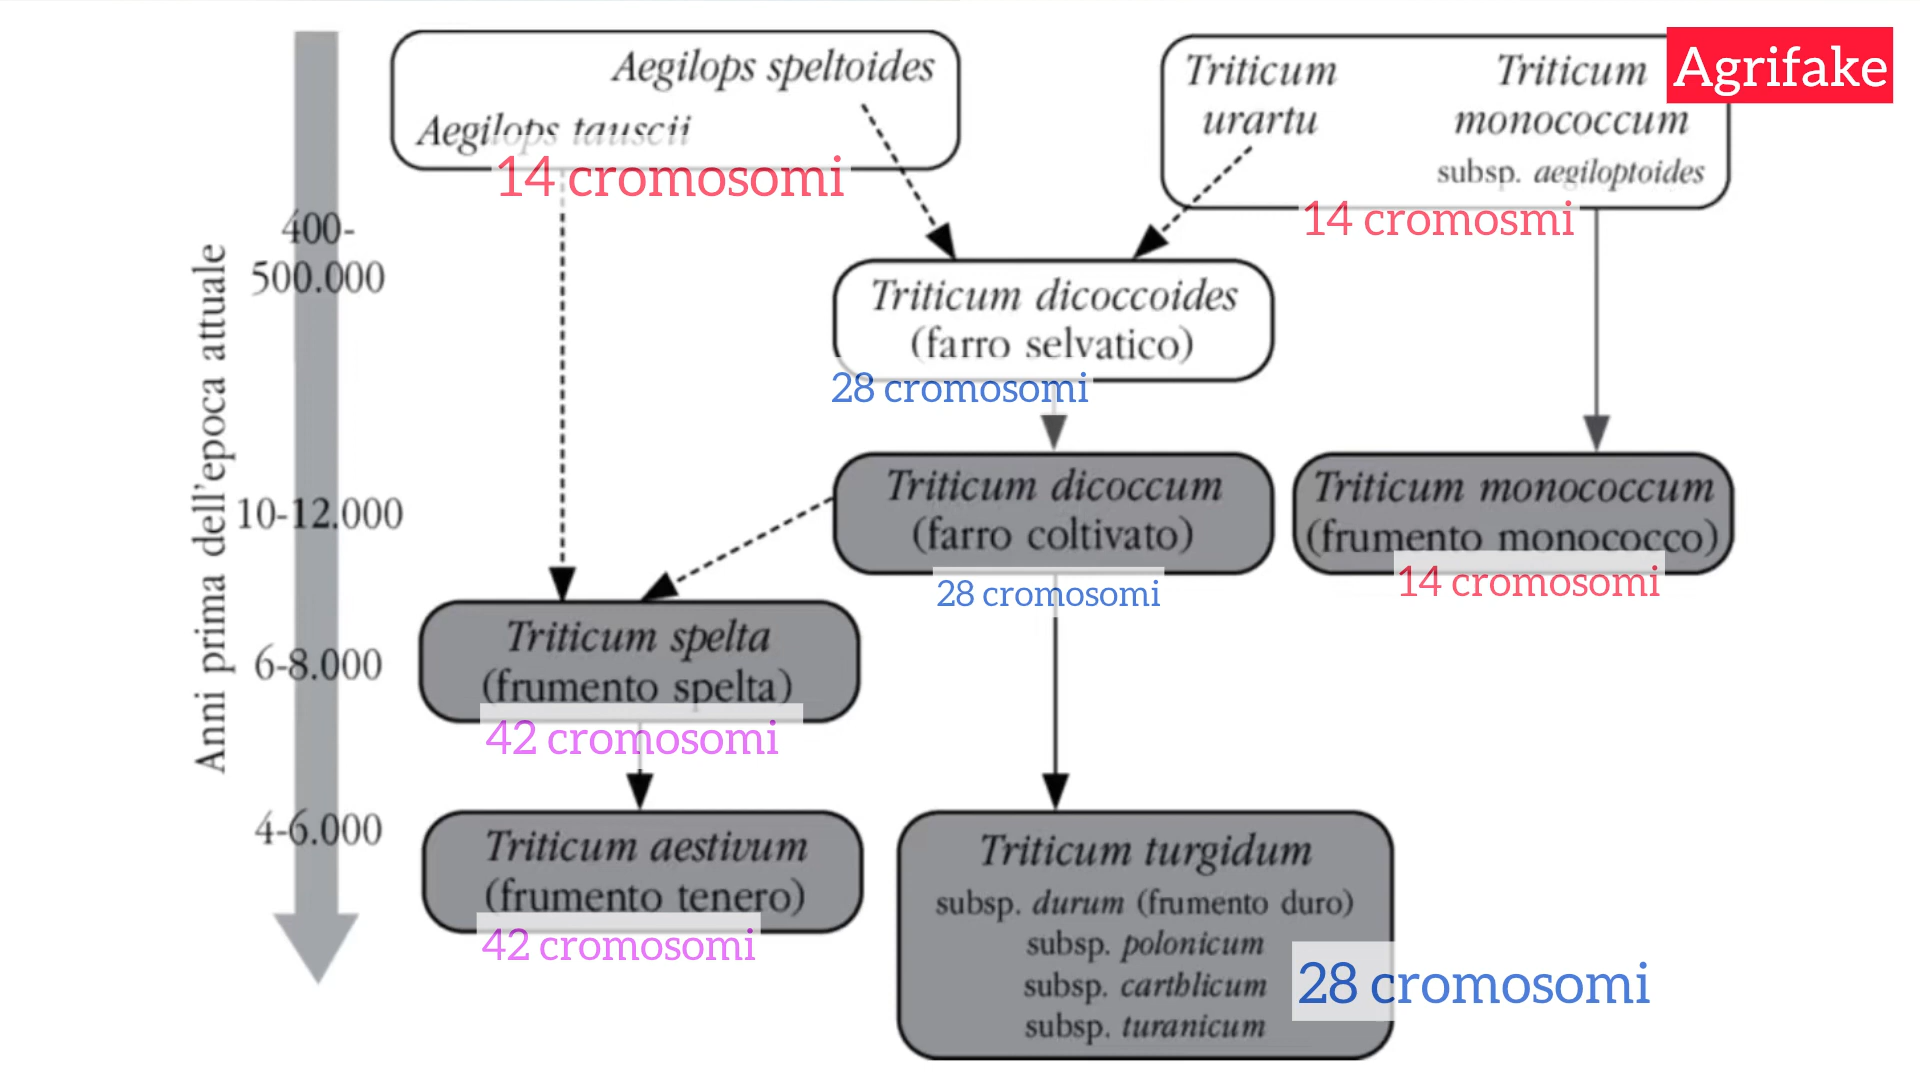 Agrifake
Aegilops speltoides
Aegilops tauscii
14 cromosomi
Triticum
urartu
Triticum
monococcum
subsp. aegiloptoides
14 cromosmi
Anni prima dell'epoca attuale
400-
500.000
10-12.000
6-8.000
4-6.000
Triticum dicoccoides
(farro selvatico)
28 cromosomi
Triticum dicoccum
(farro coltivato)
28 cromosomi
Triticum monococcum
(frumento monococco)
14 cromosomi
Triticum spelta
(frumento spelta)
42 cromosomi
Triticum aestivum
(frumento tenero)
42 cromosomi
Triticum turgidum
subsp. durum (frumento duro)
subsp. polonicum
subsp. carthlicum
subsp. turanicum
28 cromosomi